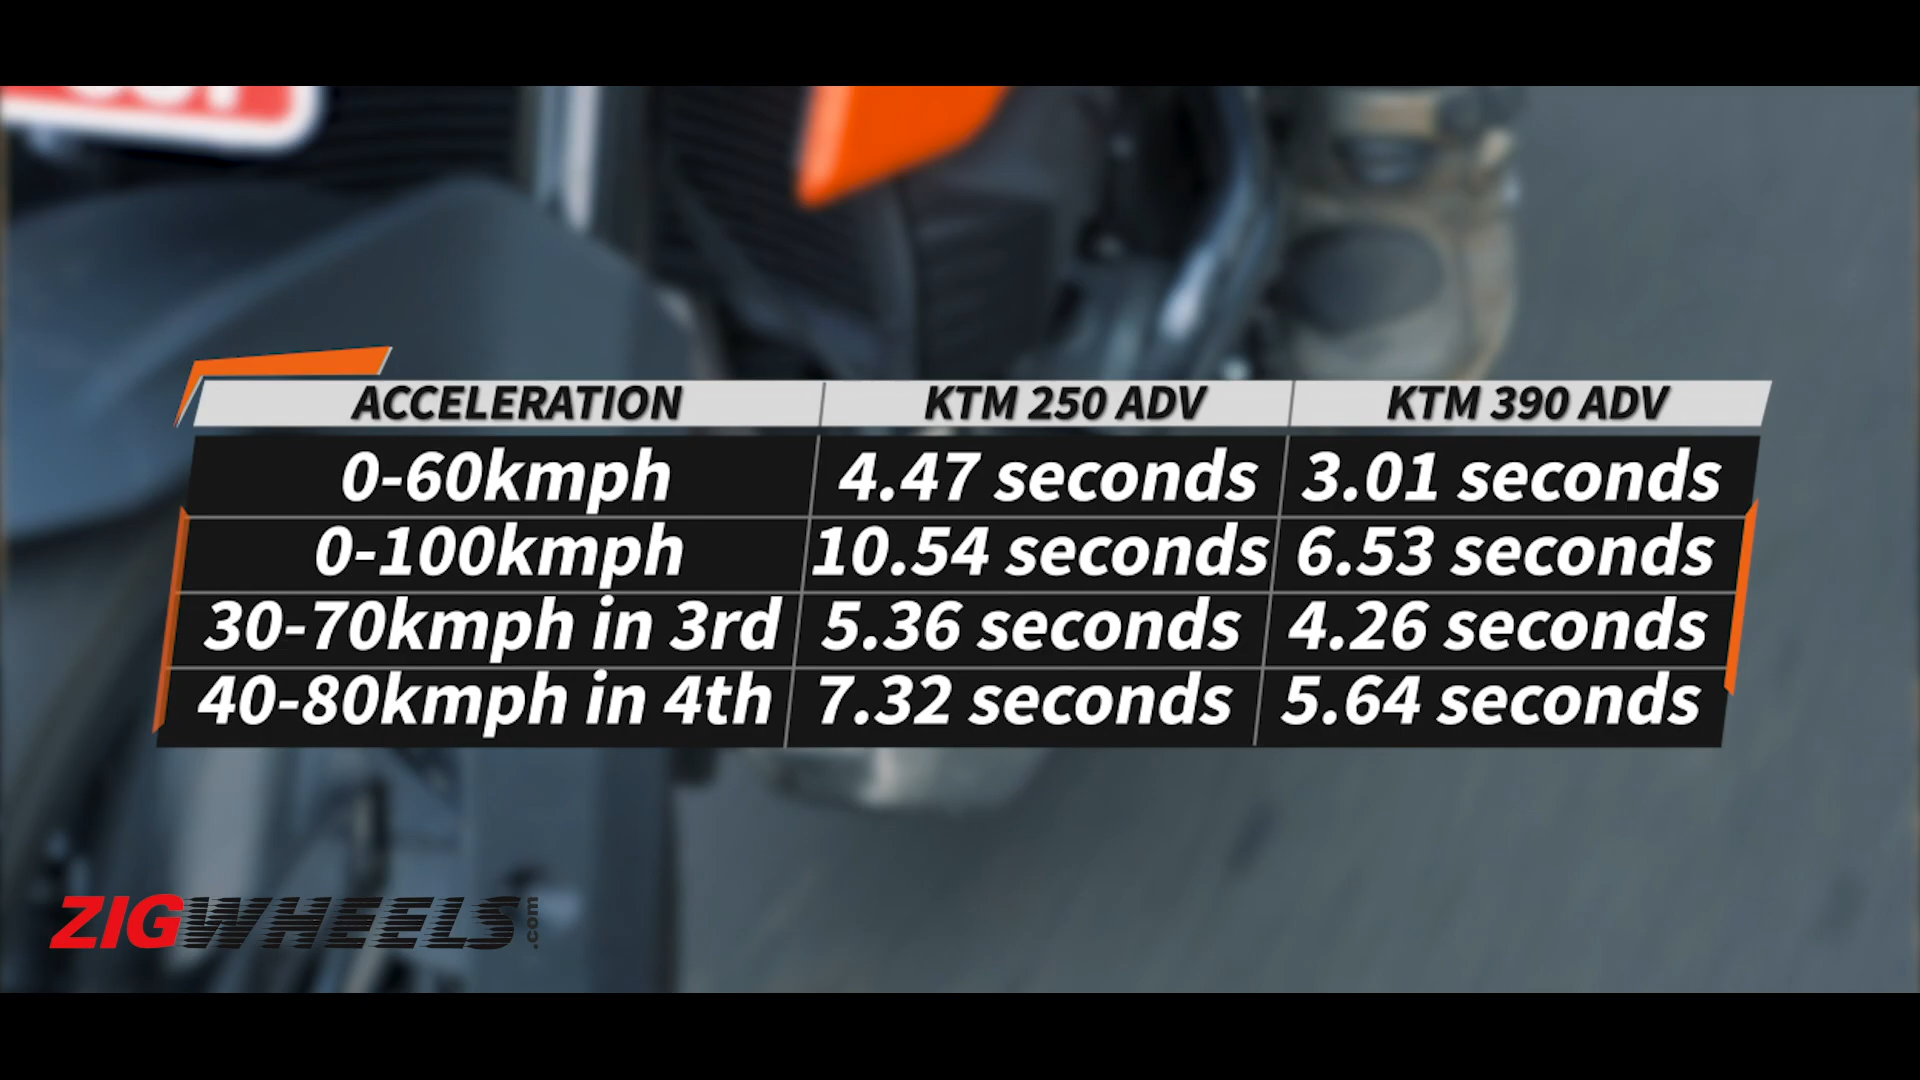 ACCELERATION KTM 250 ADV KTM 390 ADV
0-60kmph 4.47 seconds 3.01 seconds
0-100kmph 10.54 seconds 6.53 seconds
30-70kmph in 3rd 5.36 seconds 4.26 seconds
40-80kmph in 4th 7.32 seconds 5.64 seconds
ZIGWHEELS.com